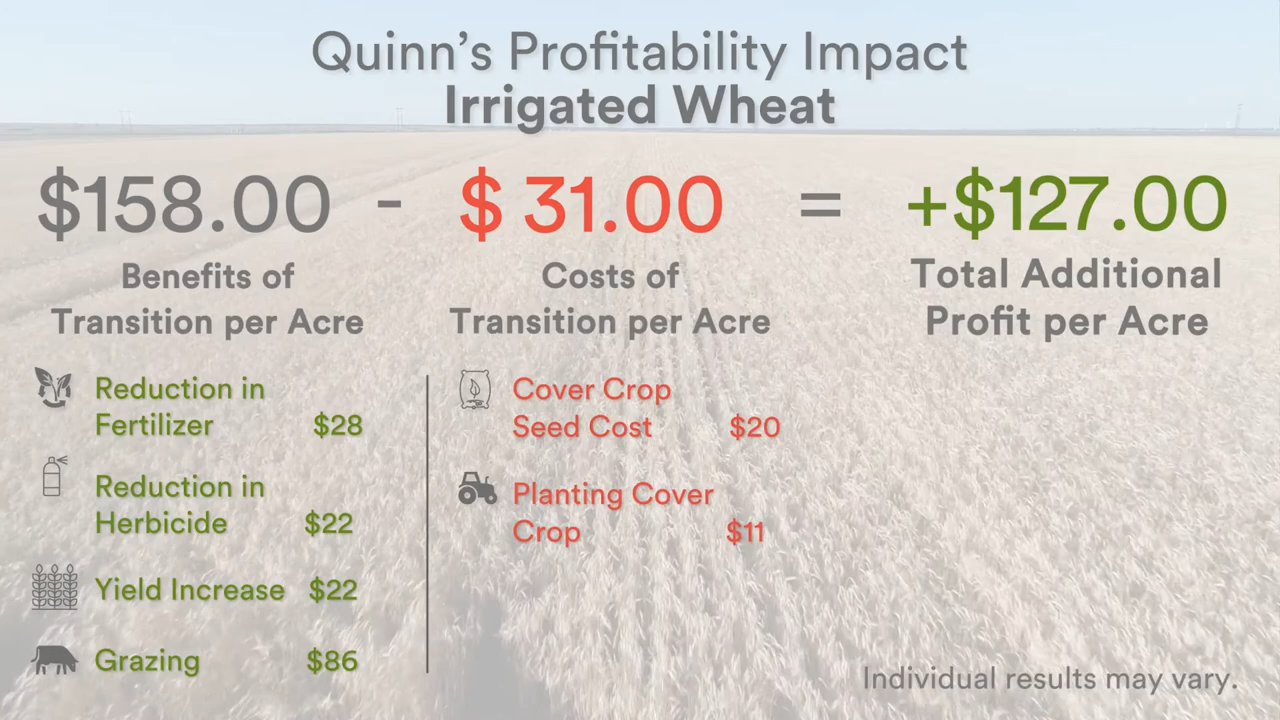 Quinn's Profitability Impact
Irrigated Wheat
$158.00 - $ 31.00 = +$127.00
Benefits of
Transition per Acre
Costs of
Transition per Acre
Total Additional
Profit per Acre
Reduction in
Fertilizer $28
Reduction in
Herbicide $22
Yield Increase $22
Grazing $86
Cover Crop
Seed Cost $20
Planting Cover
Crop $11
Individual results may vary.